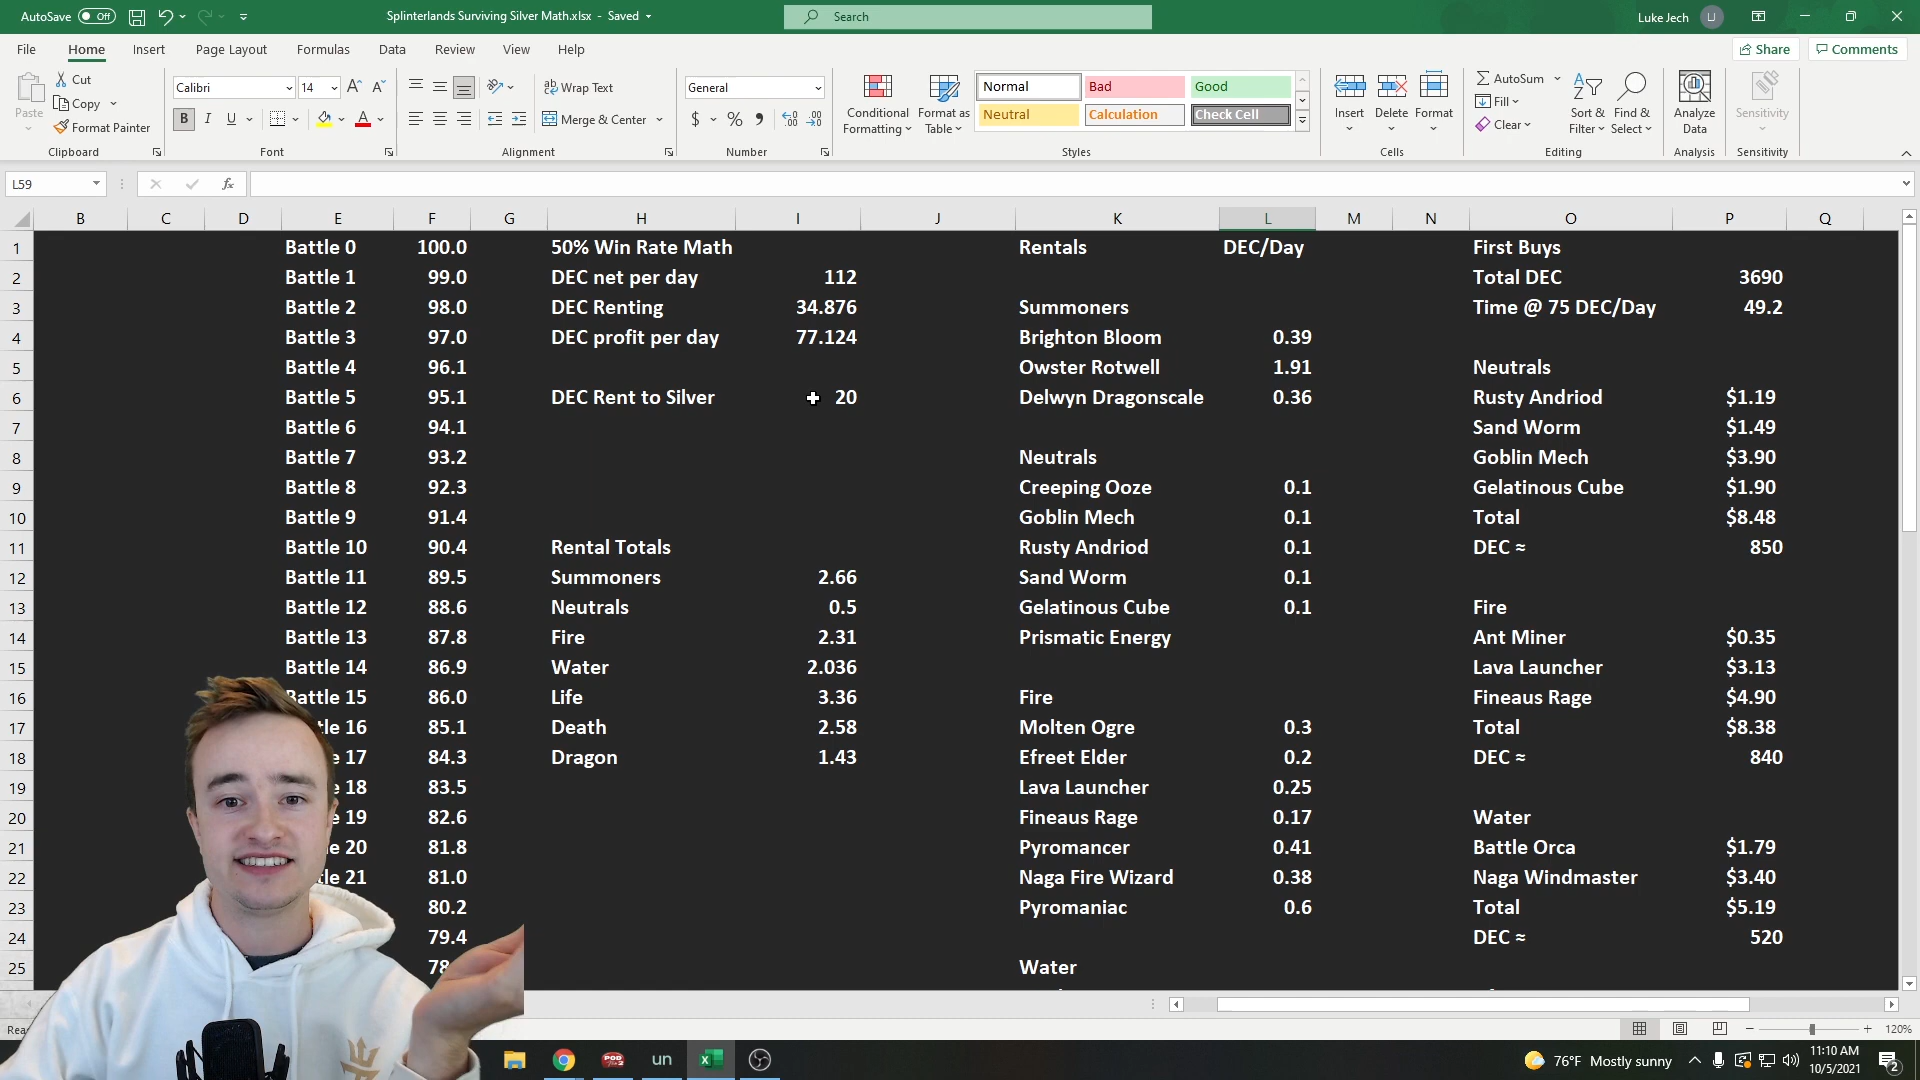 AutoSave Off Splinterlands Surviving Silver Math.xlsx - Saved Search Luke Jech LJ
File Home Insert Page Layout Formulas Data Review View Help Share Comments
Paste Cut Copy Format Painter Clipboard
Calibri 14 B I U A Font
Wrap Text Merge & Center Alignment
General $ % Number
Conditional Formatting Format as Table Normal Bad Good Neutral Calculation Check Cell Styles
Insert Delete Format Cells
AutoSum Fill Clear Sort & Filter Find & Select Editing
Analyze Data Analysis
Sensitivity Sensitivity
L59 fx
B C D E F G H I J K L M N O P Q
1 Battle 0 100.0 50% Win Rate Math Rentals DEC/Day First Buys
2 Battle 1 99.0 DEC net per day 112 Total DEC 3690
3 Battle 2 98.0 DEC Renting 34.876 Summoners Time @ 75 DEC/Day 49.2
4 Battle 3 97.0 DEC profit per day 77.124 Brighton Bloom 0.39
5 Battle 4 96.1 Owster Rotwell 1.91 Neutrals
6 Battle 5 95.1 DEC Rent to Silver 20 Delwyn Dragonscale 0.36 Rusty Andriod $1.19
7 Battle 6 94.1 Sand Worm $1.49
8 Battle 7 93.2 Neutrals Goblin Mech $3.90
9 Battle 8 92.3 Creeping Ooze 0.1 Gelatinous Cube $1.90
10 Battle 9 91.4 Goblin Mech 0.1 Total $8.48
11 Battle 10 90.4 Rental Totals Rusty Andriod 0.1 DEC ≈ 850
12 Battle 11 89.5 Summoners 2.66 Sand Worm 0.1
13 Battle 12 88.6 Neutrals 0.5 Gelatinous Cube 0.1 Fire
14 Battle 13 87.8 Fire 2.31 Prismatic Energy Ant Miner $0.35
15 Battle 14 86.9 Water 2.036 Lava Launcher $3.13
16 Battle 15 86.0 Life 3.36 Fire Fineaus Rage $4.90
17 tle 16 85.1 Death 2.58 Molten Ogre 0.3 Total $8.38
18 e 17 84.3 Dragon 1.43 Efreet Elder 0.2 DEC ≈ 840
19 e 18 83.5 Lava Launcher 0.25
20 e 19 82.6 Fineaus Rage 0.17 Water
21 e 20 81.8 Pyromancer 0.41 Battle Orca $1.79
22 tle 21 81.0 Naga Fire Wizard 0.38 Naga Windmaster $3.40
23 80.2 Pyromaniac 0.6 Total $5.19
24 79.4 DEC ≈ 520
25 78 Water
Rea 120%
POD 2 un 76°F Mostly sunny 11:10 AM
10/5/2021 2